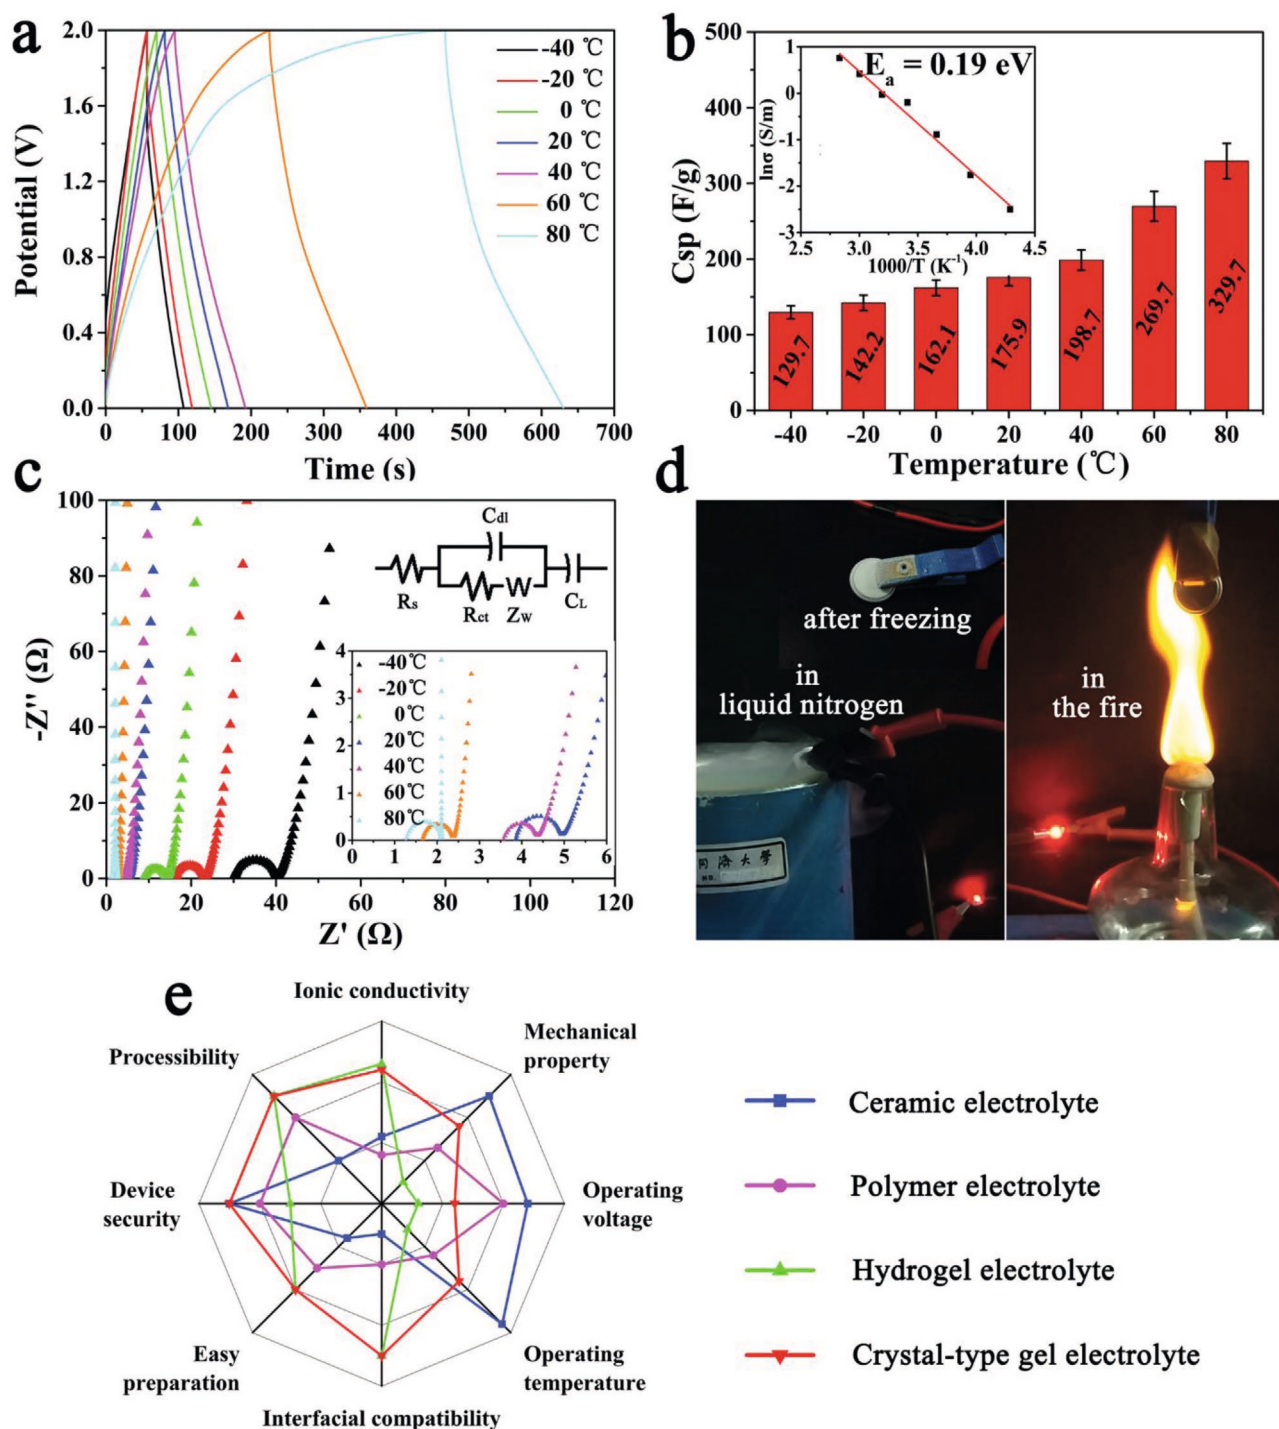 a
2.0
1.6
1.2
0.8
0.4
0.0
Potential (V)
-40 ℃
-20 ℃
0 ℃
20 ℃
40 ℃
60 ℃
80 ℃
0 100 200 300 400 500 600 700
Time (s)
b
500
400
300
200
100
0
Csp (F/g)
Ea = 0.19 eV
1
0
-1
-2
-3
lnσ (S/m)
2.5 3.0 3.5 4.0 4.5
1000/T (K⁻¹)
129.7
142.2
162.1
175.9
198.7
269.7
329.7
-40 -20 0 20 40 60 80
Temperature (℃)
c
100
80
60
40
20
0
-Z'' (Ω)
Cdl
Rs
Rct
Zw
CL
4
3
2
1
0
-40℃
-20℃
0℃
20℃
40℃
60℃
80℃
0 1 2 3 4 5 6
0 20 40 60 80 100 120
Z' (Ω)
d
after freezing
in
liquid nitrogen
大學
NO.
in
the fire
e
Ionic conductivity
Mechanical
property
Operating
voltage
Operating
temperature
Interfacial compatibility
Easy
preparation
Device
security
Processibility
Ceramic electrolyte
Polymer electrolyte
Hydrogel electrolyte
Crystal-type gel electrolyte